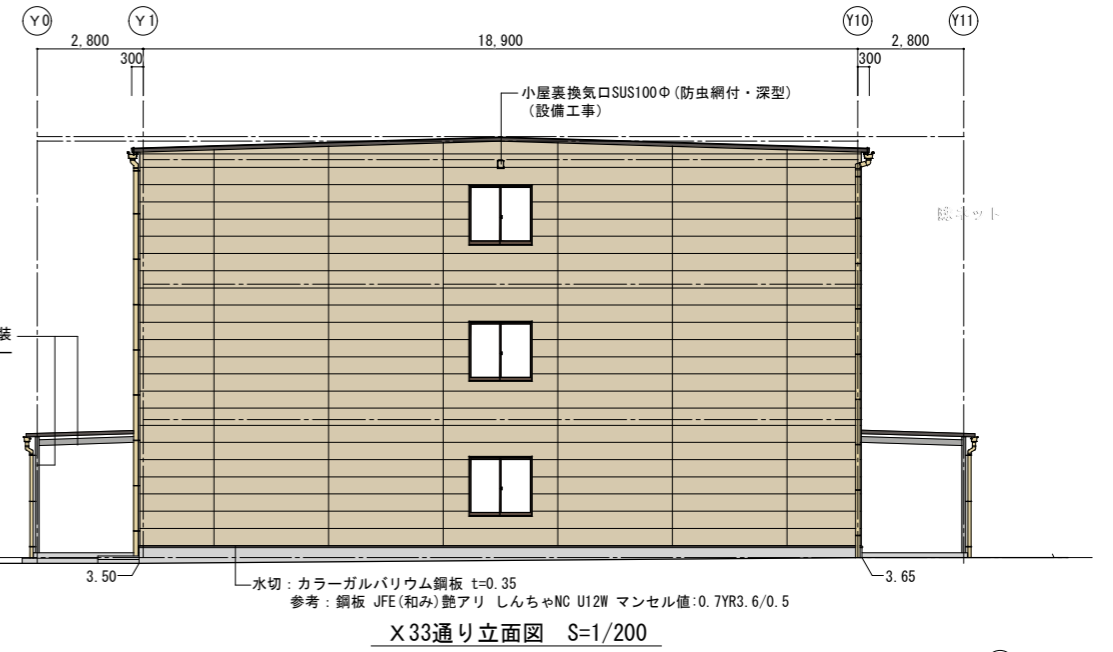 Y0
Y1
Y10
Y11
2,800
18,900
2,800
300
300
小屋裏換気口SUS100Φ(防虫網付・深型)
(設備工事)
ネット
装
3.50
3.65
水切：カラーガルバリウム鋼板 t=0.35
参考：鋼板 JFE(和み)艶アリ しんちゃNC U12W マンセル値:0.7YR3.6/0.5
X33通り立面図 S=1/200